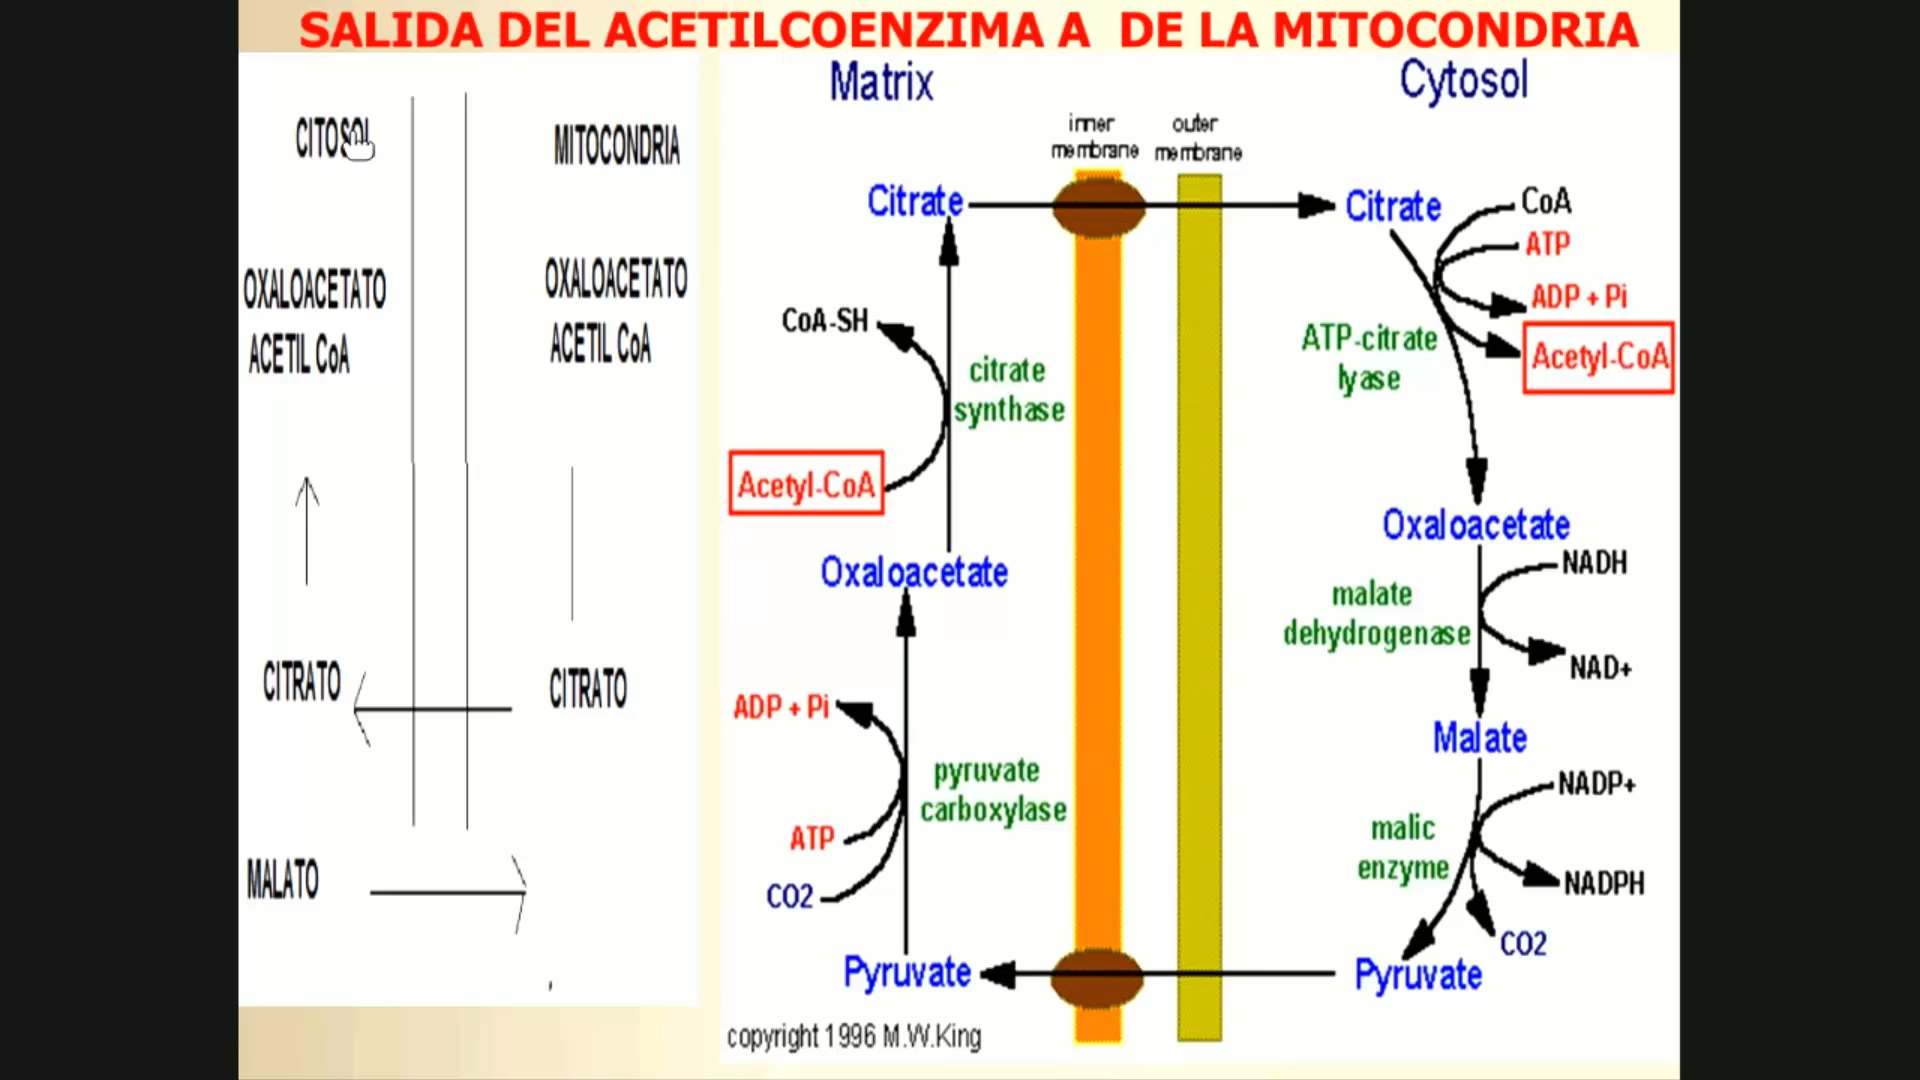 SALIDA DEL ACETILCOENZIMA A DE LA MITOCONDRIA
CITOSOL
MITOCONDRIA
OXALOACETATO
ACETIL CoA
OXALOACETATO
ACETIL CoA
CITRATO
CITRATO
MALATO
Matrix
Cytosol
inner
membrane
outer
membrane
Citrate
Citrate
CoA
ATP
ADP + Pi
CoA-SH
ATP-citrate
lyase
Acetyl-CoA
citrate
synthase
Acetyl-CoA
Oxaloacetate
Oxaloacetate
NADH
malate
dehydrogenase
NAD+
ADP + Pi
Malate
pyruvate
carboxylase
NADP+
ATP
malic
enzyme
CO2
NADPH
CO2
Pyruvate
Pyruvate
copyright 1996 M.W.King